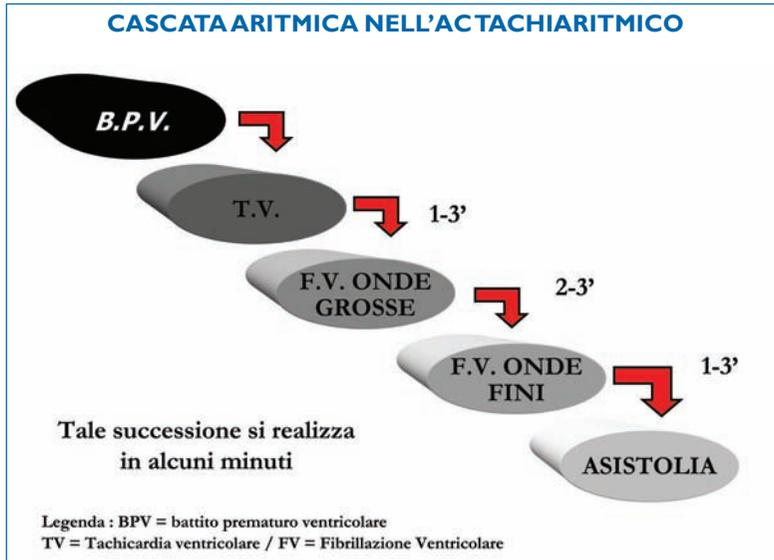 CASCATA ARITMICA NELL'AC TACHIARITMICO
B.P.V.
T.V.
1-3'
F.V. ONDE
GROSSE
2-3'
F.V. ONDE
FINI
1-3'
ASISTOLIA
Tale successione si realizza
in alcuni minuti
Legenda : BPV = battito prematuro ventricolare
TV = Tachicardia ventricolare / FV = Fibrillazione Ventricolare